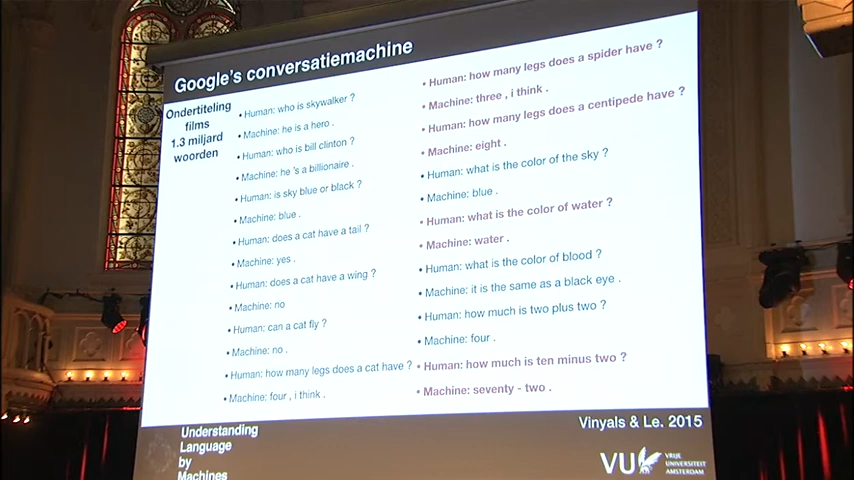 Google's conversatiemachine
Ondertiteling
films
1.3 miljard
woorden
• Human: who is skywalker ?
• Machine: he is a hero .
• Human: who is bill clinton ?
• Machine: he 's a billionaire .
• Human: is sky blue or black ?
• Machine: blue .
• Human: does a cat have a tail ?
• Machine: yes .
• Human: does a cat have a wing ?
• Machine: no
• Human: can a cat fly ?
• Machine: no .
• Human: how many legs does a cat have ?
• Machine: four , i think .
• Human: how many legs does a spider have ?
• Machine: three , i think .
• Human: how many legs does a centipede have ?
• Machine: eight .
• Human: what is the color of the sky ?
• Machine: blue .
• Human: what is the color of water ?
• Machine: water .
• Human: what is the color of blood ?
• Machine: it is the same as a black eye .
• Human: how much is two plus two ?
• Machine: four .
• Human: how much is ten minus two ?
• Machine: seventy - two .
Vinyals & Le. 2015
Understanding
Language
by
Machines
VU
VRIJE
UNIVERSITEIT
AMSTERDAM